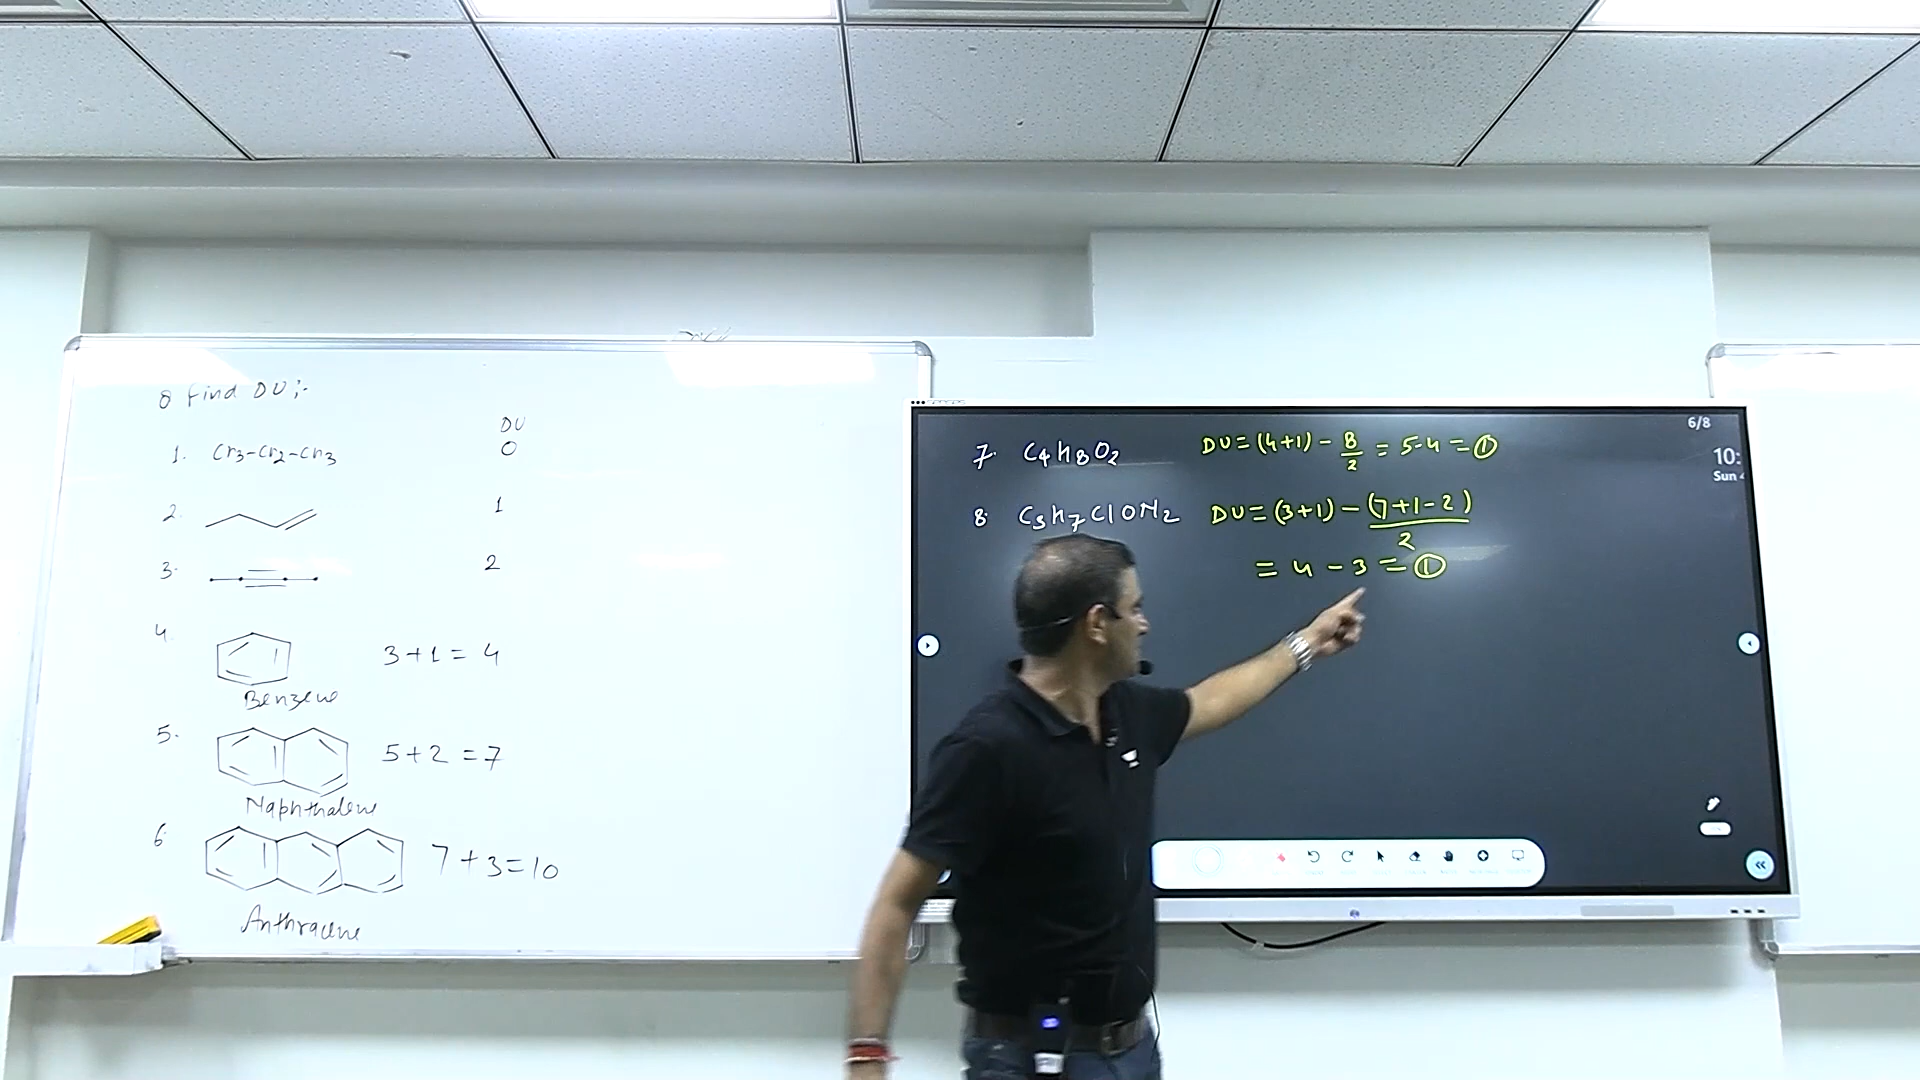 Q Find DU :-
DU
1. CH3-CH2-CH3 0
2. 1
3. 2
4. 3+1 = 4
Benzene
5. 5+2 = 7
Naphthalene
6. 7+3=10
Anthracene
6/8
10:
Sun
7. C4H8O2 DU = (4+1) - 8/2 = 5-4 = 1
8. C3H7ClON2 DU = (3+1) - (7+1-2)/2
= 4 - 3 = 1